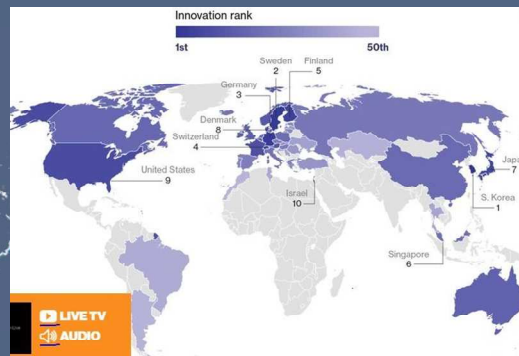 Innovation rank
1st
50th
Sweden
2
Finland
5
Germany
3
Denmark
8
Switzerland
4
United States
9
Israel
10
Japa
7
S. Korea
1
Singapore
6
LIVE TV
AUDIO